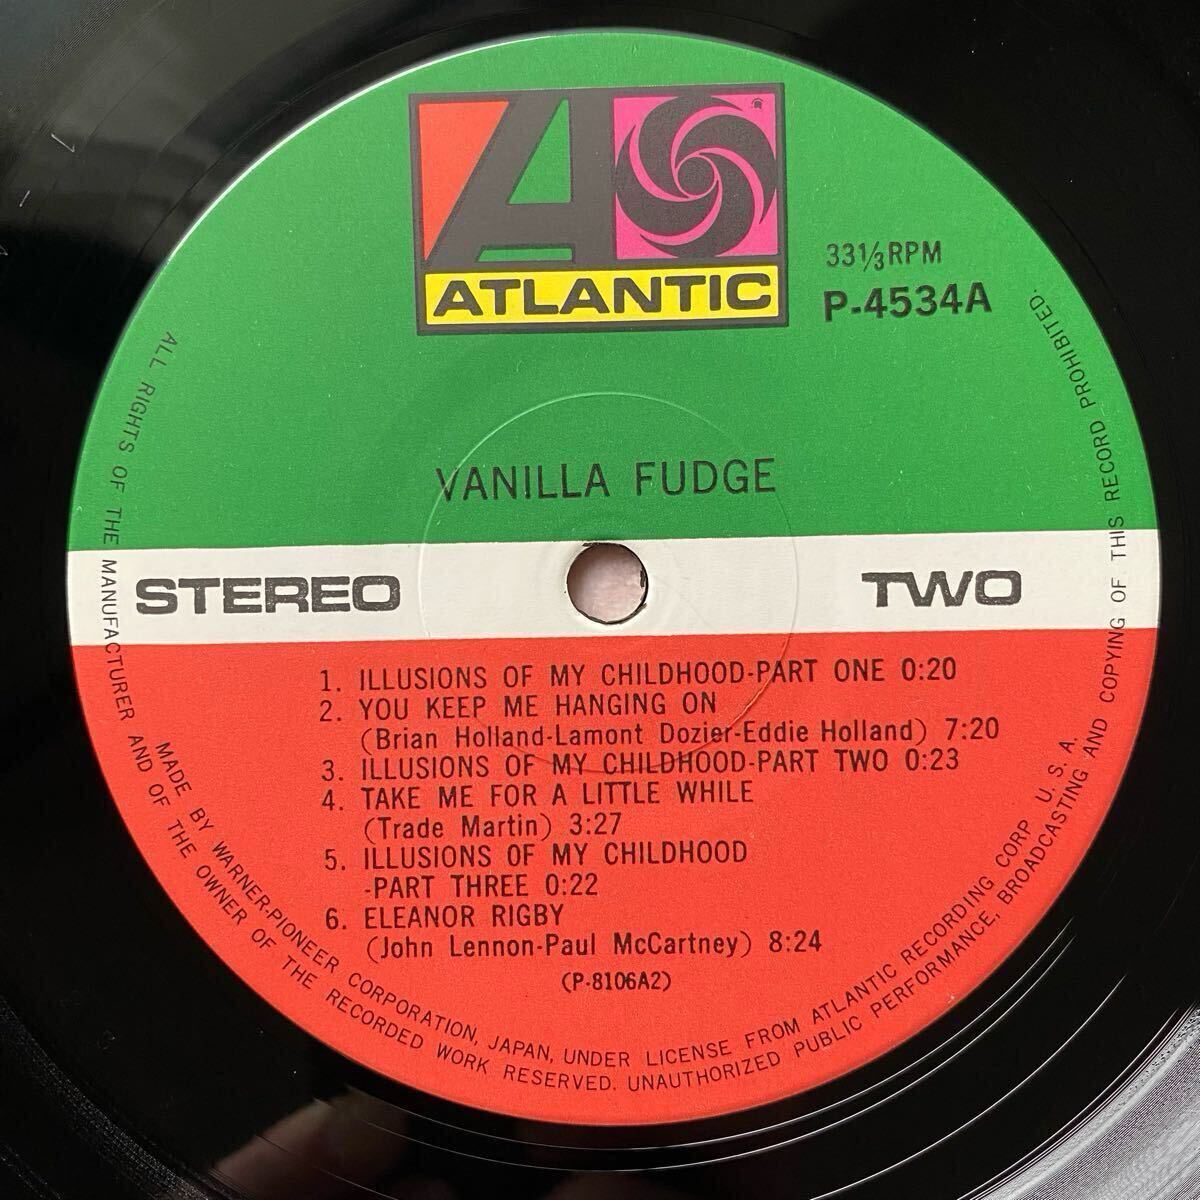 ATLANTIC
33⅓RPM
P-4534A
VANILLA FUDGE
STEREO
TWO
1. ILLUSIONS OF MY CHILDHOOD-PART ONE 0:20
2. YOU KEEP ME HANGING ON
(Brian Holland-Lamont Dozier-Eddie Holland) 7:20
3. ILLUSIONS OF MY CHILDHOOD-PART TWO 0:23
4. TAKE ME FOR A LITTLE WHILE
(Trade Martin) 3:27
5. ILLUSIONS OF MY CHILDHOOD
-PART THREE 0:22
6. ELEANOR RIGBY
(John Lennon-Paul McCartney) 8:24
(P-8106A2)
MADE BY WARNER-PIONEER CORPORATION, JAPAN, UNDER LICENSE FROM ATLANTIC RECORDING CORP U. S. A.
ALL RIGHTS OF THE MANUFACTURER AND OF THE OWNER OF THE RECORDED WORK RESERVED. UNAUTHORIZED PUBLIC PERFORMANCE, BROADCASTING AND COPYING OF THIS RECORD PROHIBITED.